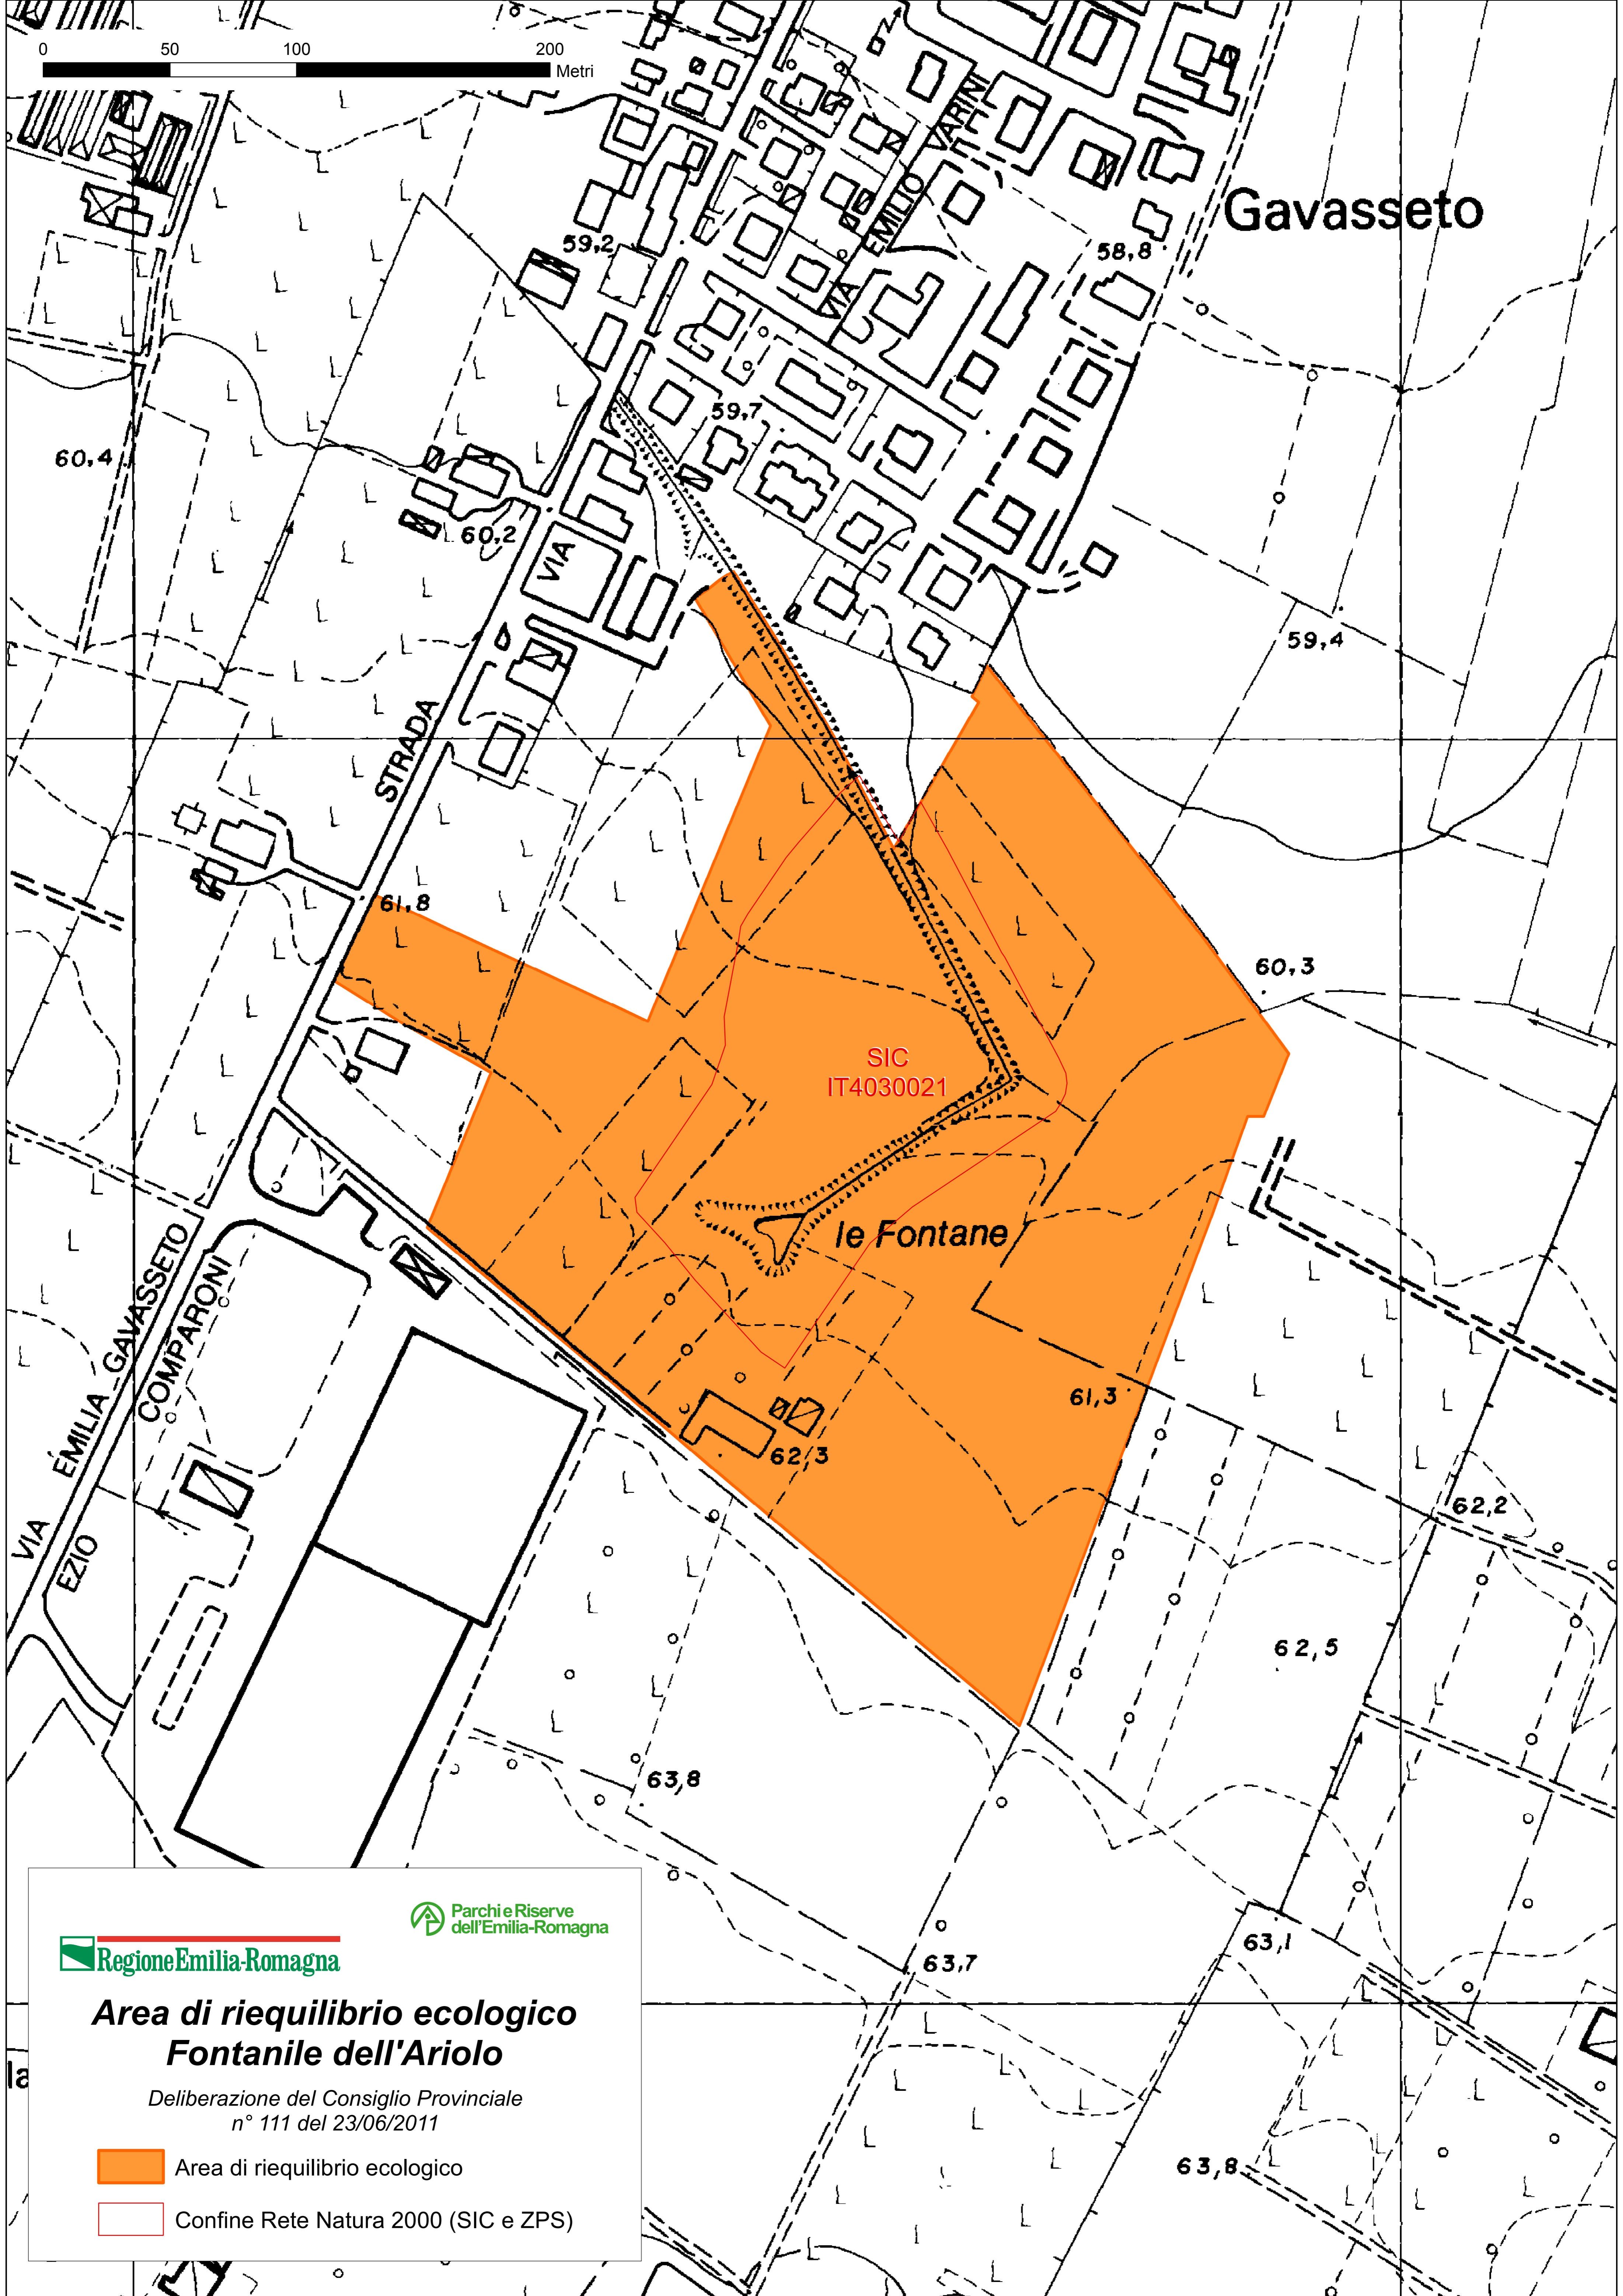 0 50 100 200
Metri
VARINI
EMILIO
VIA
Gavasseto
59,2
58,8
59,7
60,4
60,2
VIA
59,4
STRADA
61,8
60,3
SIC
IT4030021
le Fontane
GAVASSETO
COMPARONI
EMILIA
61,3
62,3
VIA
EZIO
62,2
62,5
63,8
63,7
63,1
63,8
la
Parchi e Riserve
dell'Emilia-Romagna
RegioneEmilia-Romagna
Area di riequilibrio ecologico
Fontanile dell'Ariolo
Deliberazione del Consiglio Provinciale
n° 111 del 23/06/2011
Area di riequilibrio ecologico
Confine Rete Natura 2000 (SIC e ZPS)